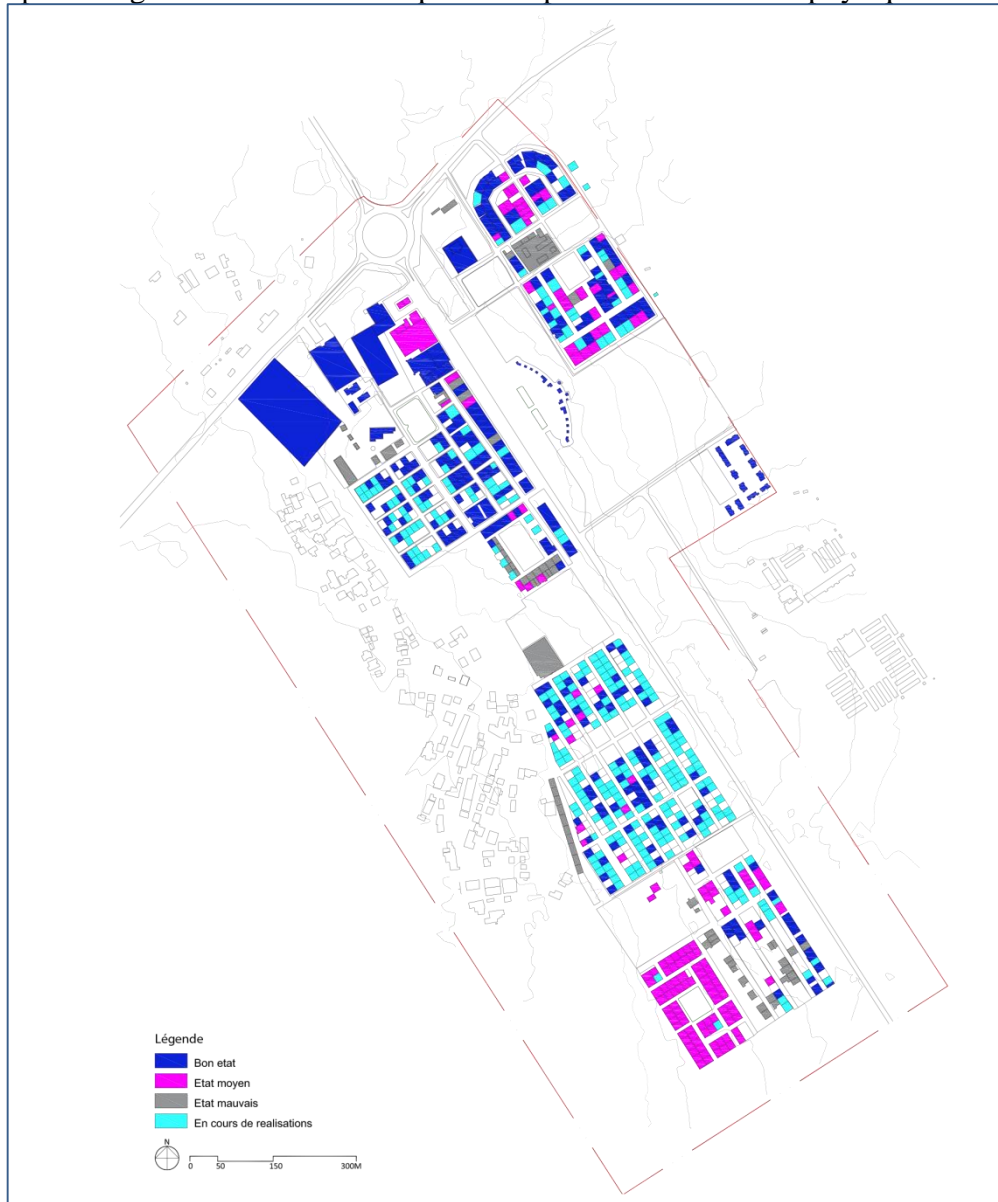 Légende
Bon etat
Etat moyen
Etat mauvais
En cours de realisations
N
0 50 150 300M